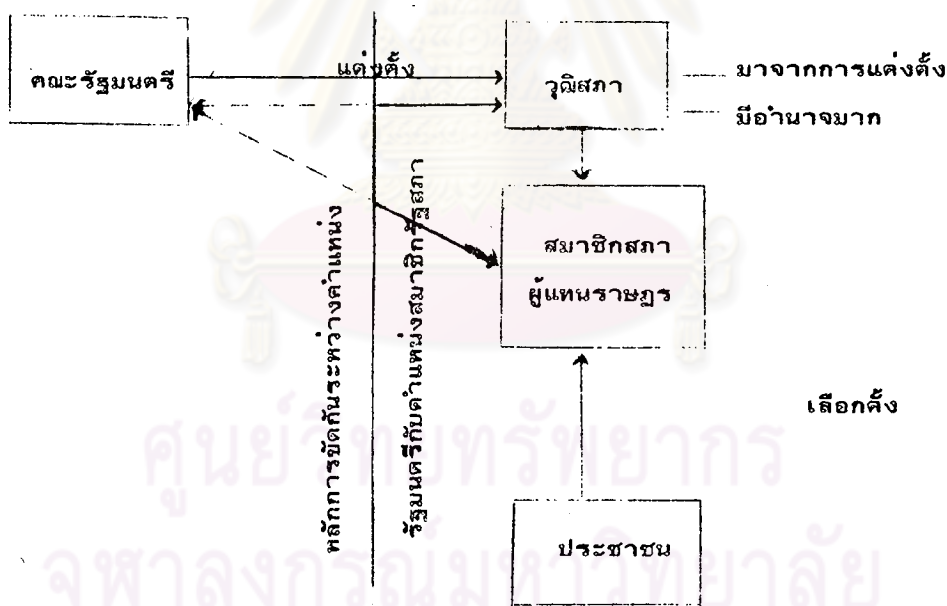 คณะรัฐมนตรี
แต่งตั้ง
วุฒิสภา
มาจากการแต่งตั้ง
มีอำนาจมาก
สมาชิกสภา
ผู้แทนราษฎร
หลักการขัดกันระหว่างตำแหน่ง
รัฐมนตรีกับตำแหน่งสมาชิกรัฐสภา
เลือกตั้ง
ประชาชน
ศูนย์วิทยทรัพยากร
จุฬาลงกรณ์มหาวิทยาลัย